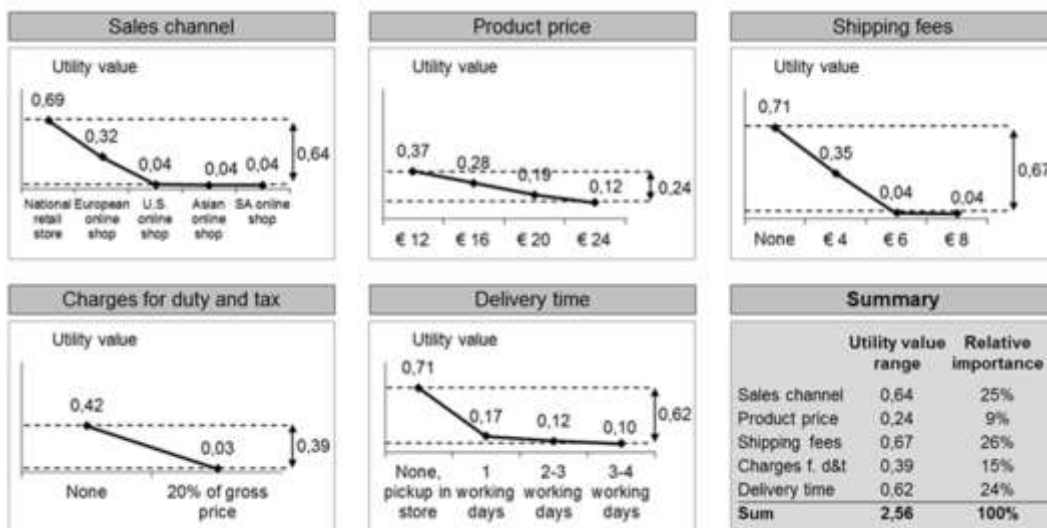 Sales channel
Utility value
0,69
0,32
0,04
0,04
0,04
0,64
National retail store
European online shop
U.S. online shop
Asian online shop
SA online shop
Product price
Utility value
0,37
0,28
0,19
0,12
0,24
€ 12
€ 16
€ 20
€ 24
Shipping fees
Utility value
0,71
0,35
0,04
0,04
0,67
None
€ 4
€ 6
€ 8
Charges for duty and tax
Utility value
0,42
0,03
0,39
None
20% of gross price
Delivery time
Utility value
0,71
0,17
0,12
0,10
0,62
None, pickup in store
1 working days
2-3 working days
3-4 working days
Summary
Utility value range
Relative importance
Sales channel 0,64 25%
Product price 0,24 9%
Shipping fees 0,67 26%
Charges f. d&t 0,39 15%
Delivery time 0,62 24%
Sum 2,56 100%